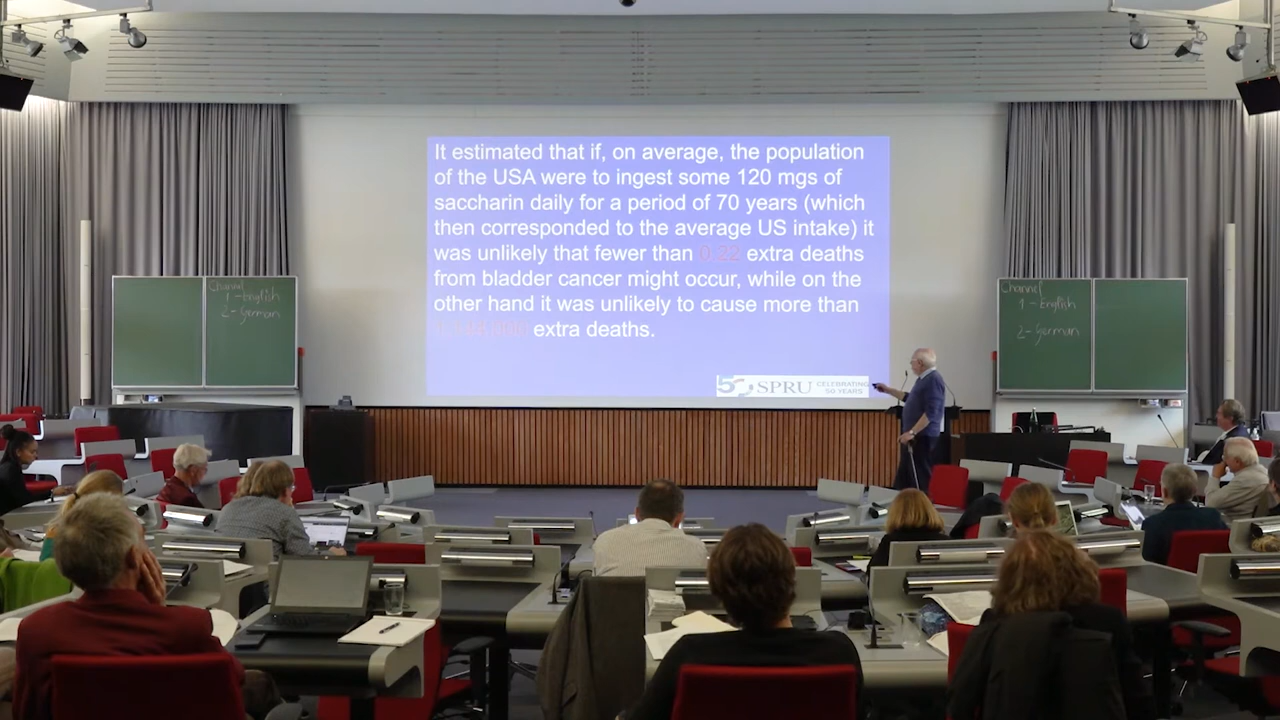 It estimated that if, on average, the population
of the USA were to ingest some 120 mgs of
saccharin daily for a period of 70 years (which
then corresponded to the average US intake) it
was unlikely that fewer than 0.22 extra deaths
from bladder cancer might occur, while on the
other hand it was unlikely to cause more than
extra deaths.
50 SPRU CELEBRATING
50 YEARS
Channel
1 - English
2 - German
Channel
1 - English
2 - German